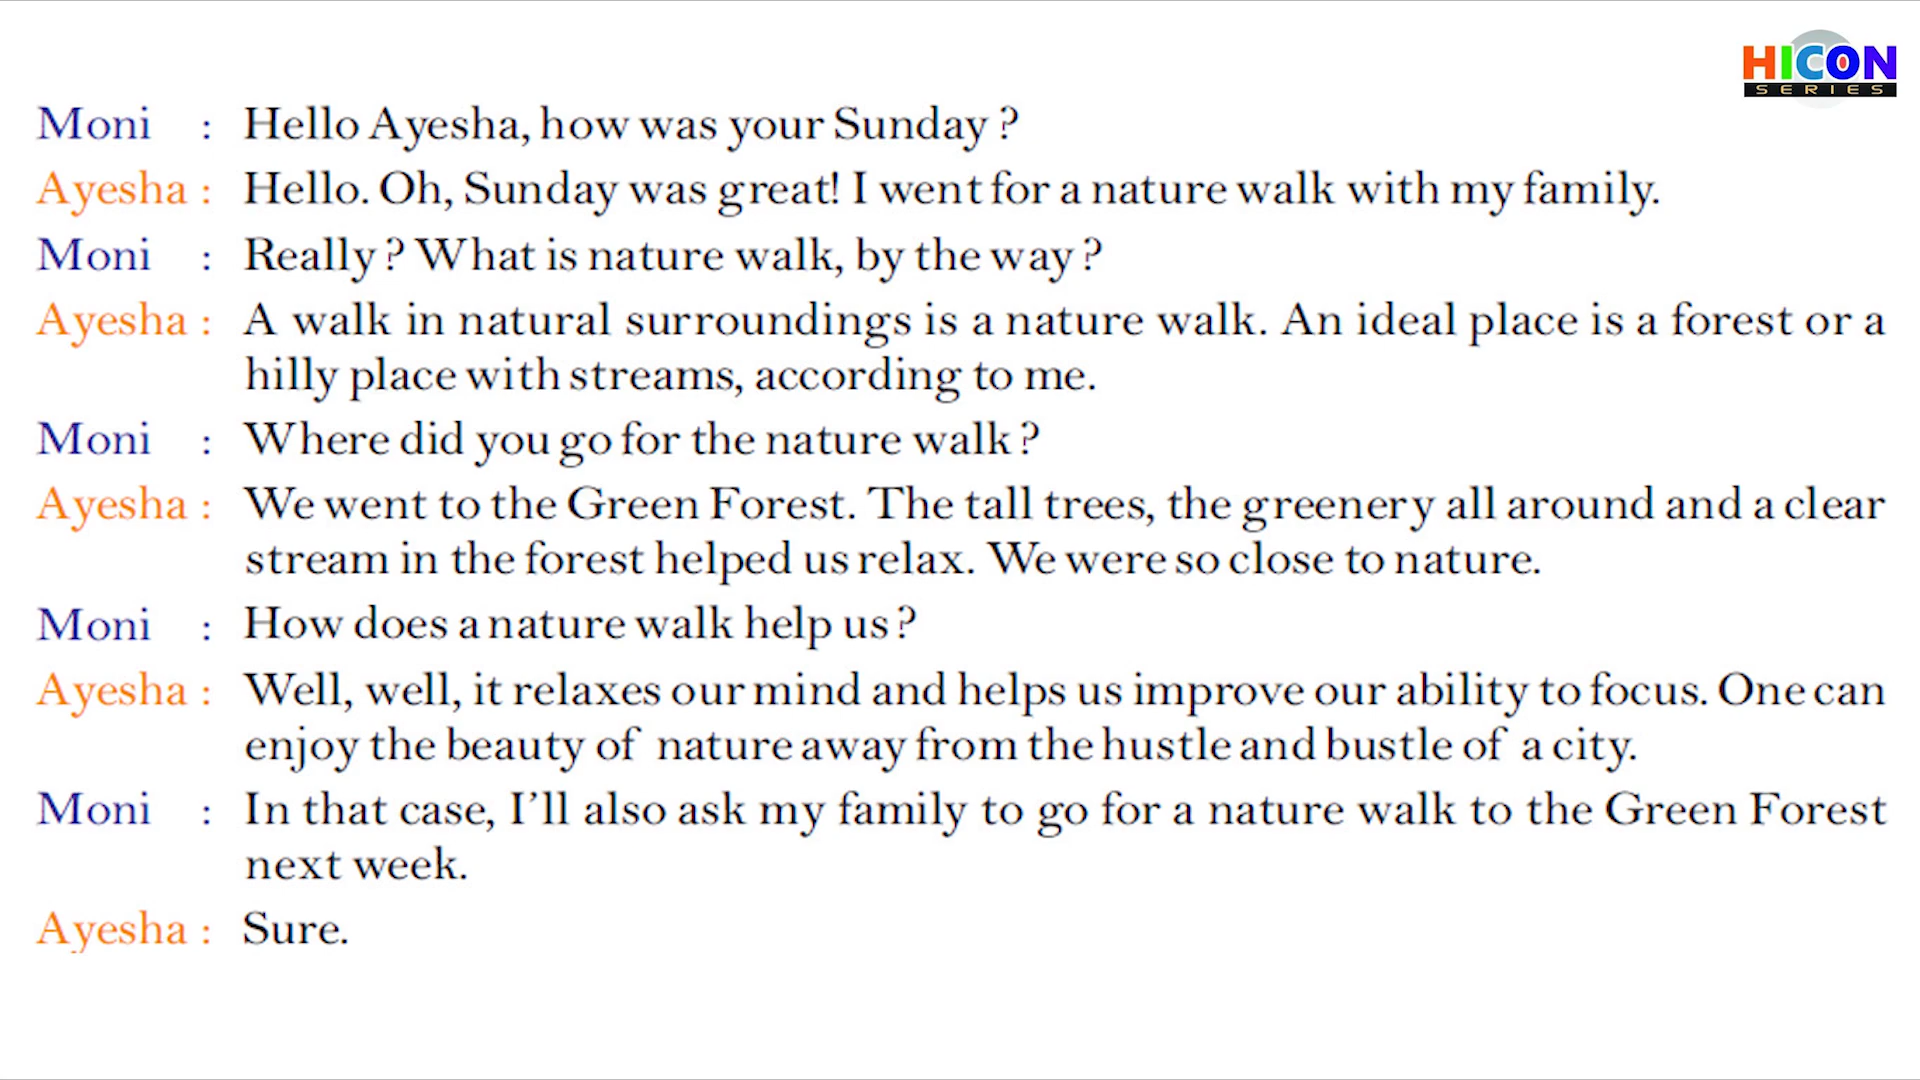 HICON
SERIES
Moni : Hello Ayesha, how was your Sunday ?
Ayesha : Hello. Oh, Sunday was great! I went for a nature walk with my family.
Moni : Really ? What is nature walk, by the way ?
Ayesha : A walk in natural surroundings is a nature walk. An ideal place is a forest or a
hilly place with streams, according to me.
Moni : Where did you go for the nature walk ?
Ayesha : We went to the Green Forest. The tall trees, the greenery all around and a clear
stream in the forest helped us relax. We were so close to nature.
Moni : How does a nature walk help us ?
Ayesha : Well, well, it relaxes our mind and helps us improve our ability to focus. One can
enjoy the beauty of nature away from the hustle and bustle of a city.
Moni : In that case, I’ll also ask my family to go for a nature walk to the Green Forest
next week.
Ayesha : Sure.